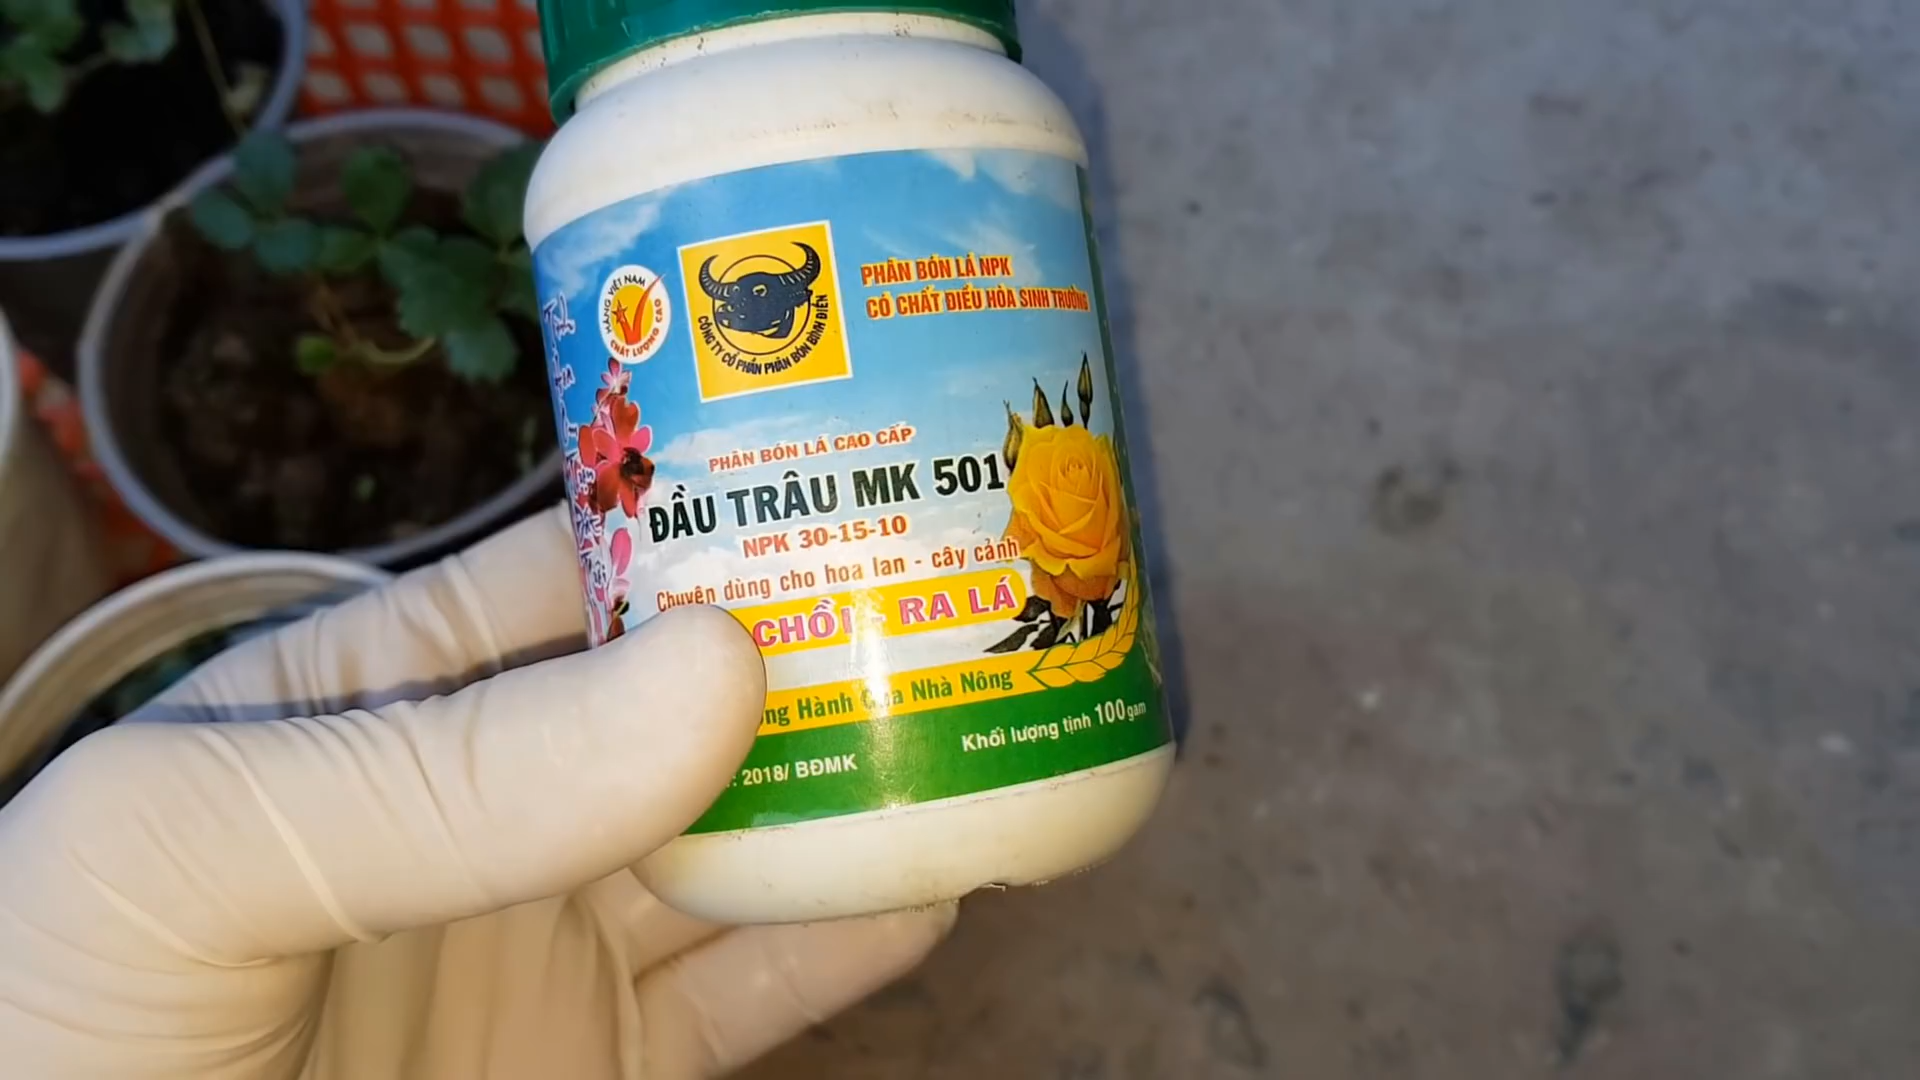 HÀNG VIỆT NAM
CHẤT LƯỢNG CAO
CÔNG TY CỔ PHẦN PHÂN BÓN BÌNH ĐIỀN
PHÂN BÓN LÁ NPK
CÓ CHẤT ĐIỀU HÒA SINH TRƯỞNG
PHÂN BÓN LÁ CAO CẤP
ĐẦU TRÂU MK 501
NPK 30-15-10
Chuyên dùng cho hoa lan - cây cảnh
CHỒI - RA LÁ
Hành Của Nhà Nông
Khối lượng tịnh 100gam
2018/ BĐMK